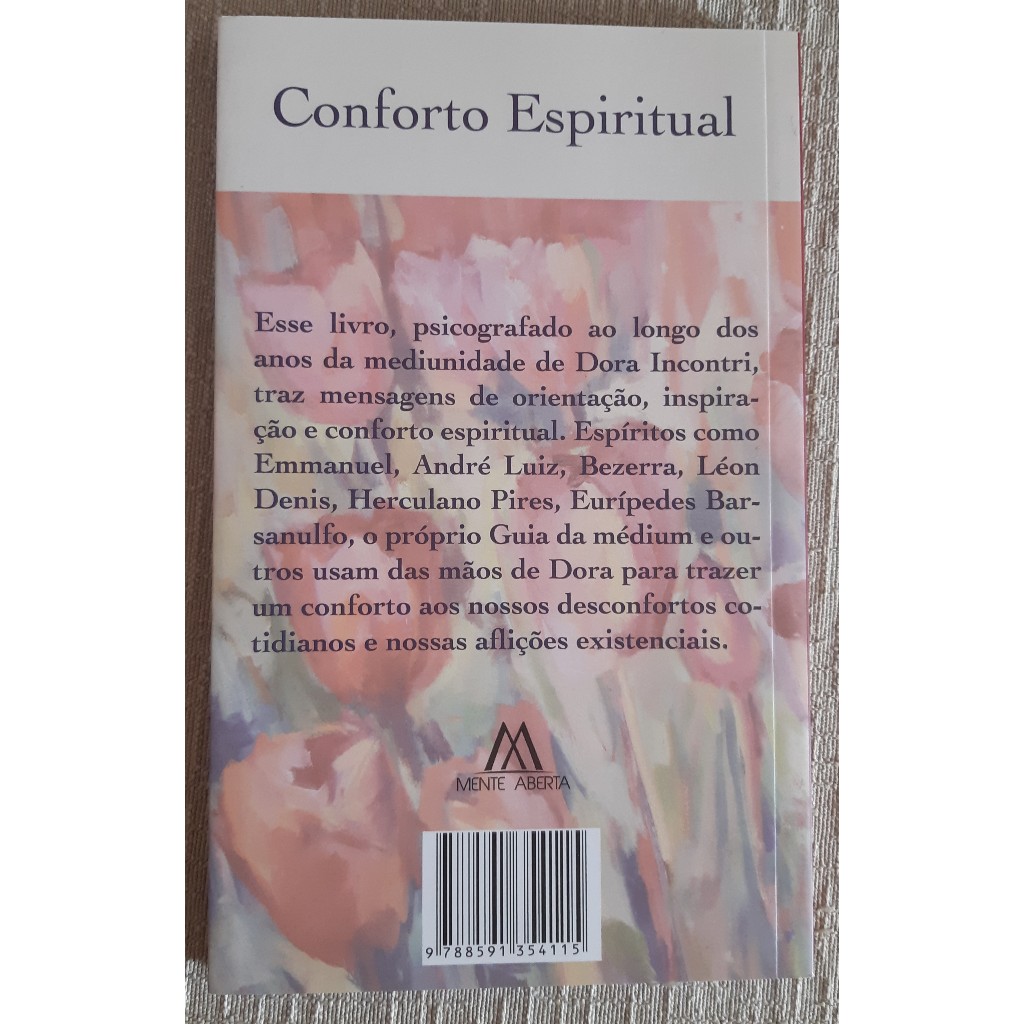 Conforto Espiritual
Esse livro, psicografado ao longo dos
anos da mediunidade de Dora Incontri,
traz mensagens de orientação, inspira-
ção e conforto espiritual. Espíritos como
Emmanuel, André Luiz, Bezerra, Léon
Denis, Herculano Pires, Eurípedes Bar-
sanulfo, o próprio Guia da médium e ou-
tros usam das mãos de Dora para trazer
um conforto aos nossos desconfortos co-
tidianos e nossas aflições existenciais.
MENTE ABERTA
9 788591 354115